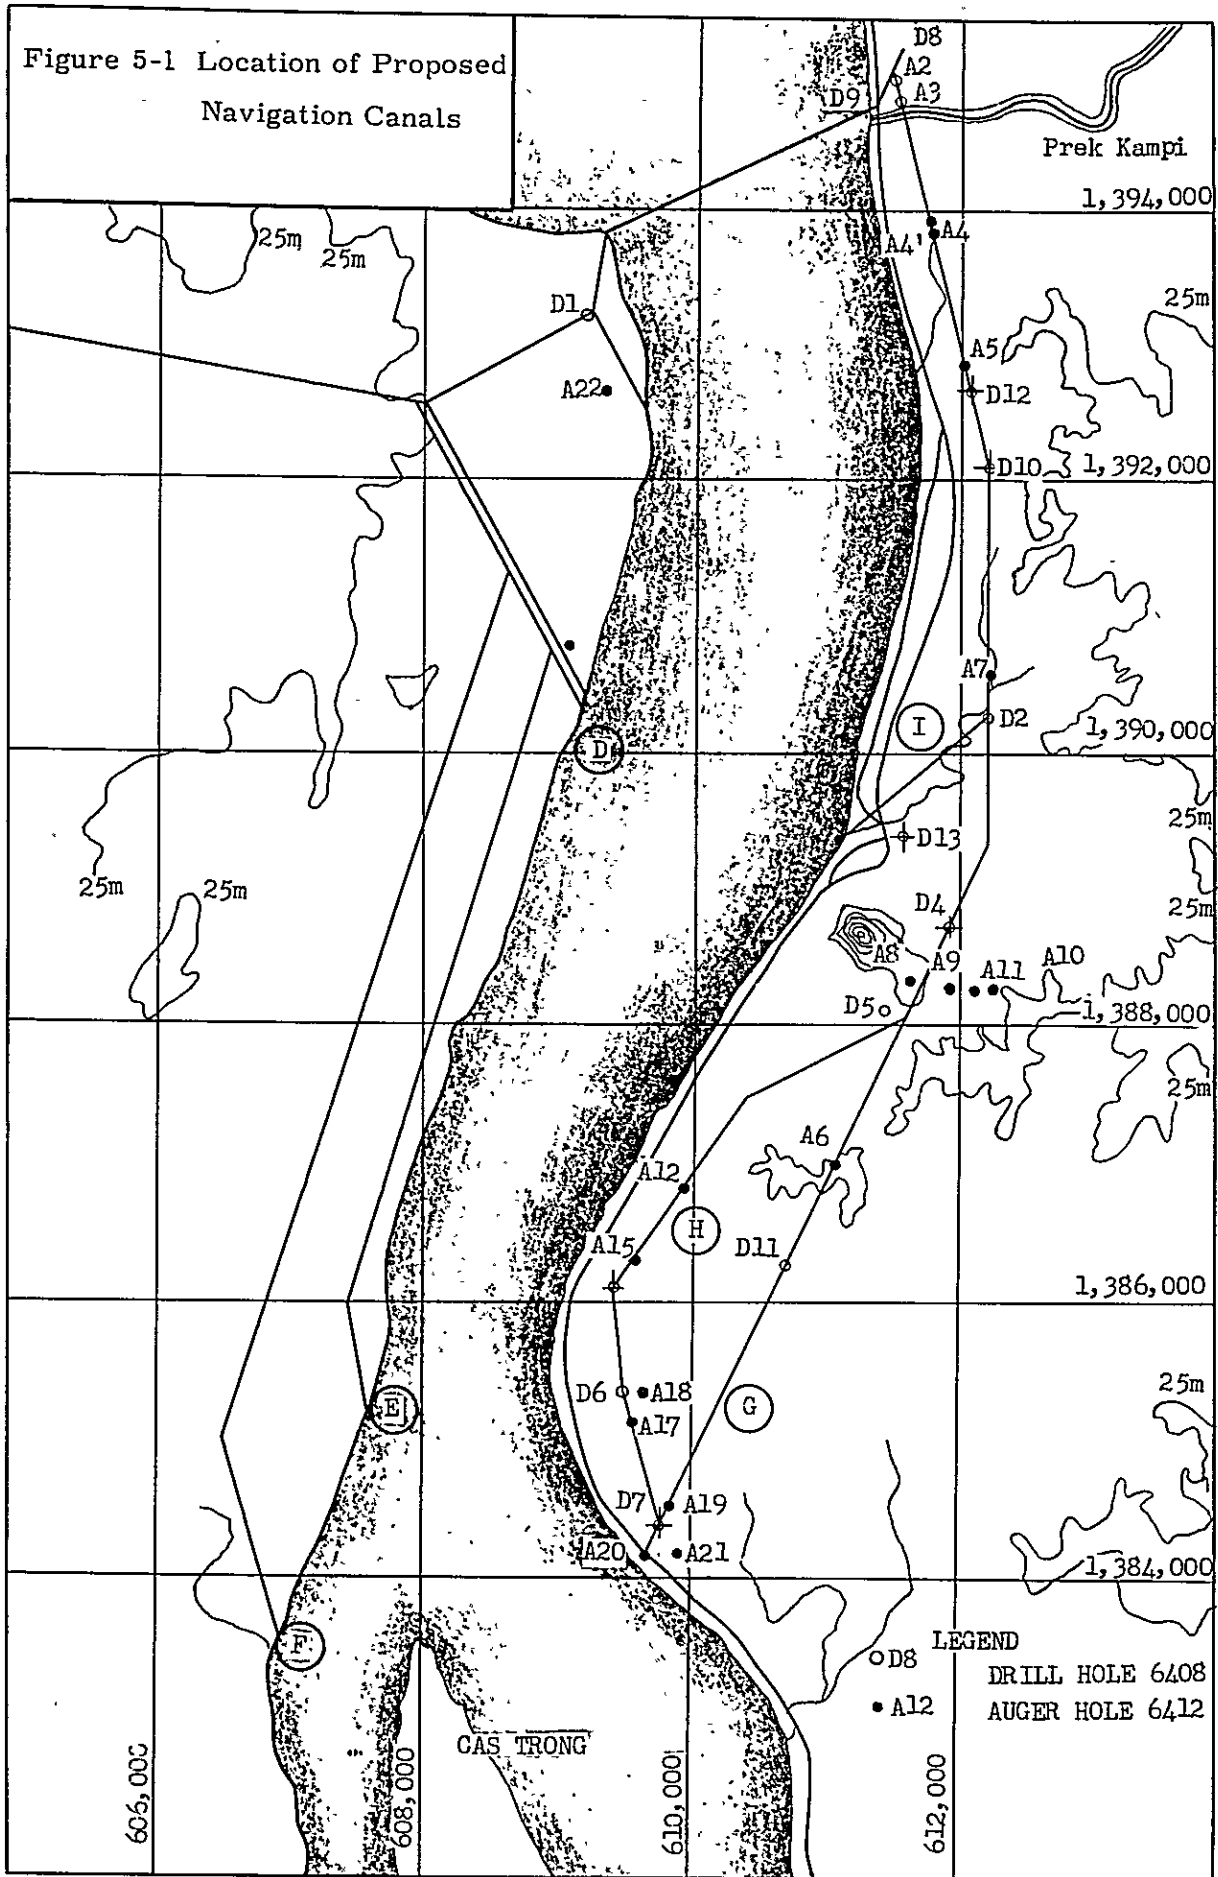 Figure 5-1 Location of Proposed
Navigation Canals
D8
A2
D9
A3
Prek Kampi
1,394,000
25m
25m
A4'
A4
D1
25m
A5
A22
D12
D10
1,392,000
A7
D2
I
1,390,000
D
25m
D13
25m
25m
D4
25m
A8
A9
A11
A10
D5
1,388,000
25m
A6
A12
H
A15
D11
1,386,000
D6
A18
25m
E
G
A17
D7
A19
A20
A21
1,384,000
F
LEGEND
D8
DRILL HOLE 6408
A12
AUGER HOLE 6412
CAS TRONG
606,000
608,000
610,000
612,000